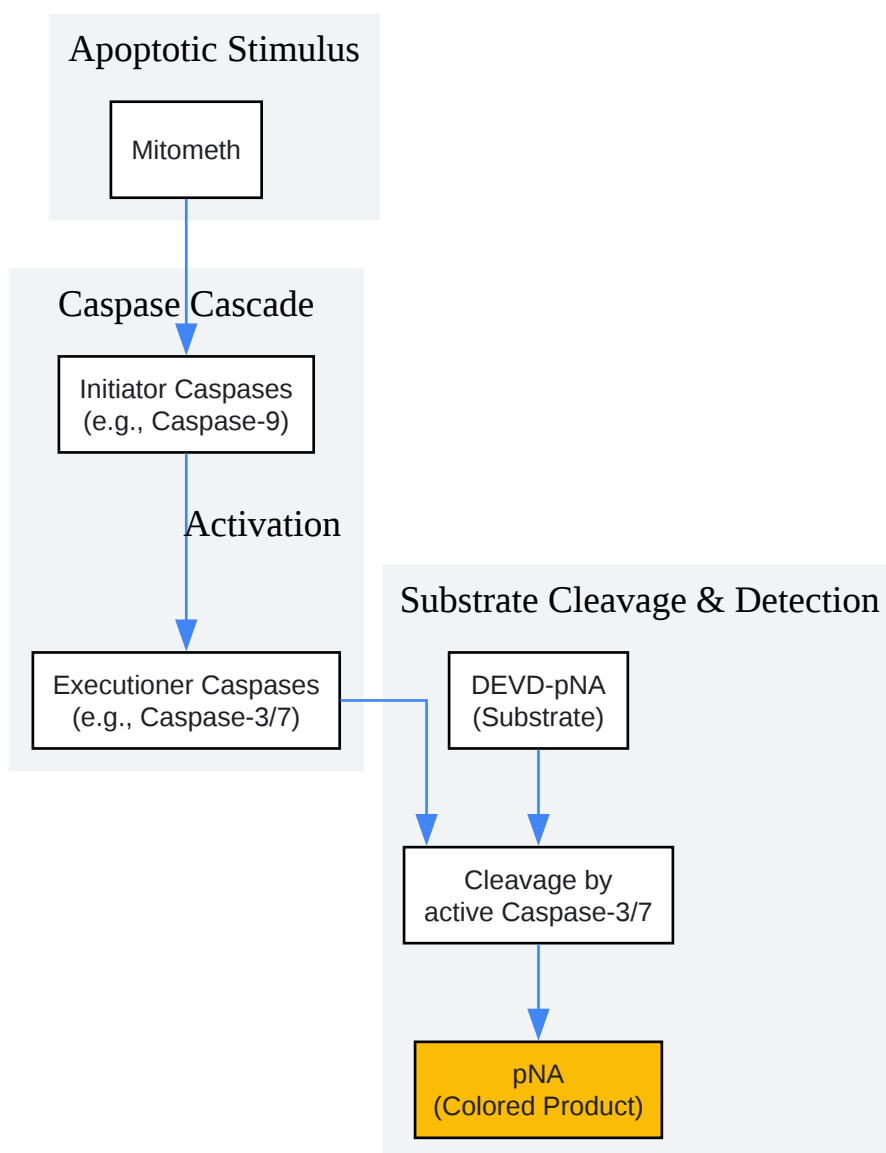 Apoptotic Stimulus
Mitometh
Caspase Cascade
Initiator Caspases
(e.g., Caspase-9)
Activation
Executioner Caspases
(e.g., Caspase-3/7)
Substrate Cleavage & Detection
DEVD-pNA
(Substrate)
Cleavage by
active Caspase-3/7
pNA
(Colored Product)